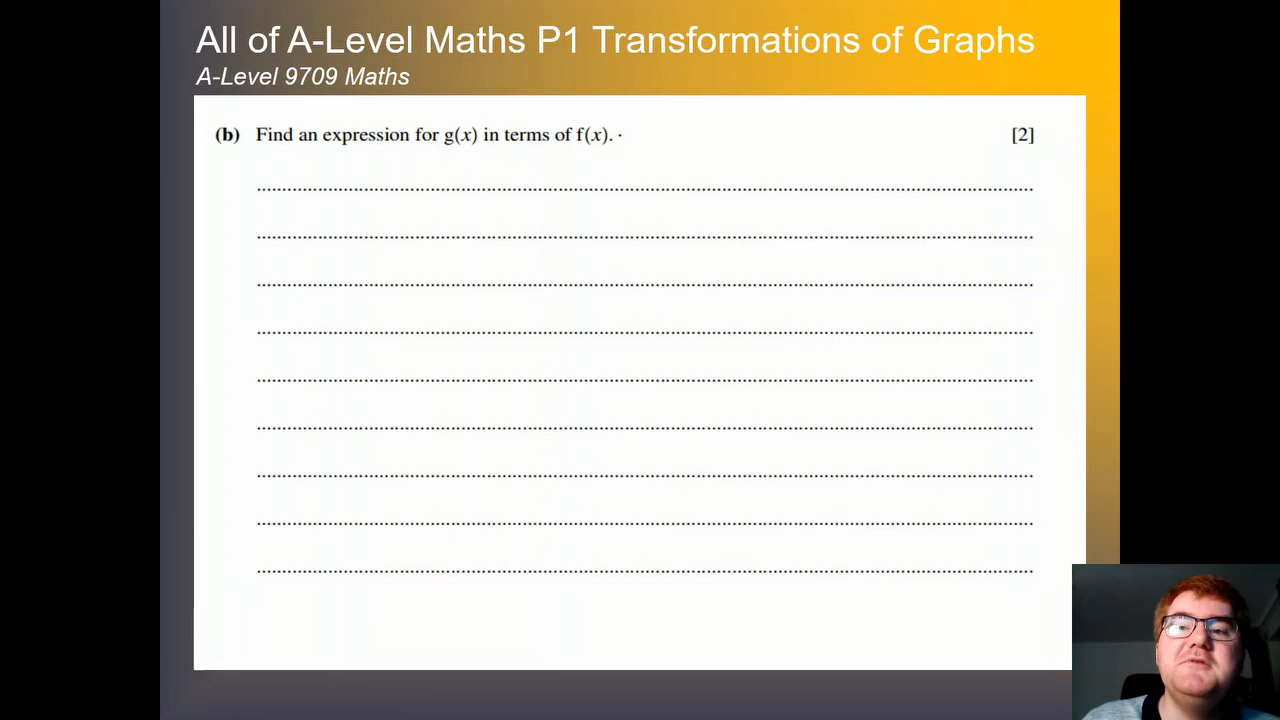 All of A-Level Maths P1 Transformations of Graphs
A-Level 9709 Maths
(b) Find an expression for g(x) in terms of f(x). [2]